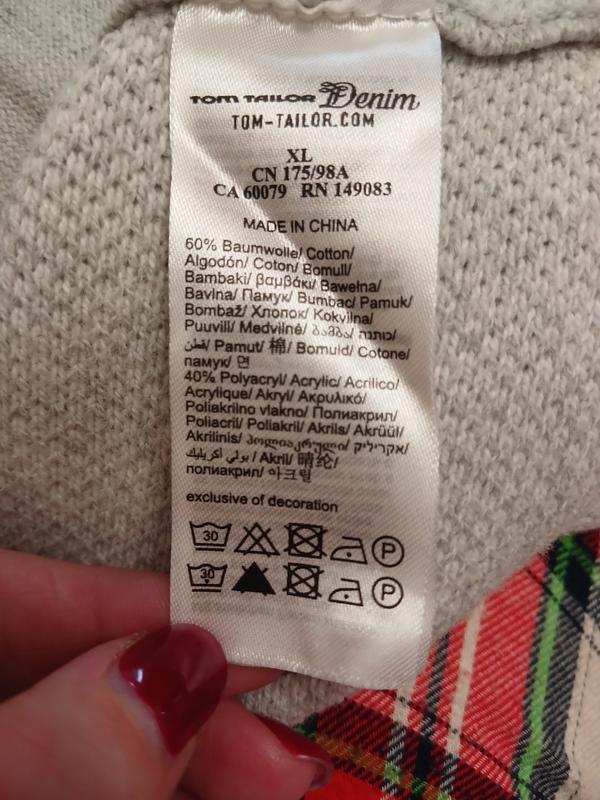 TOM TAILOR Denim
TOM-TAILOR.COM
XL
CN 175/98A
CA 60079 RN 149083
MADE IN CHINA
60% Baumwolle/ Cotton/
Algodón/ Coton/ Bomull/
Bambaki/ βαμβάκι/ Bawełna/
Bavlna/ Памук/ Bumbac/ Pamuk/
Bombaž/ Хлопок/ Kokvilna/
Puuvill/ Medvilnė/ ბამბა/ כותנה/
قطن/ Pamut/ 棉/ Bomuld/ Cotone/
памук/ 면
40% Polyacryl/ Acrylic/ Acrilico/
Acrylique/ Akryl/ Ακρυλικό/
Poliakrilno vlakno/ Полиакрил/
Poliacril/ Poliakril/ Akrils/ Akrüül/
Akrilinis/ პოლიაკრული/ אקריליק/
بولي أكريليك/ Akril/ 晴纶/
полиакрил/ 아크릴
exclusive of decoration
30 P
30 P